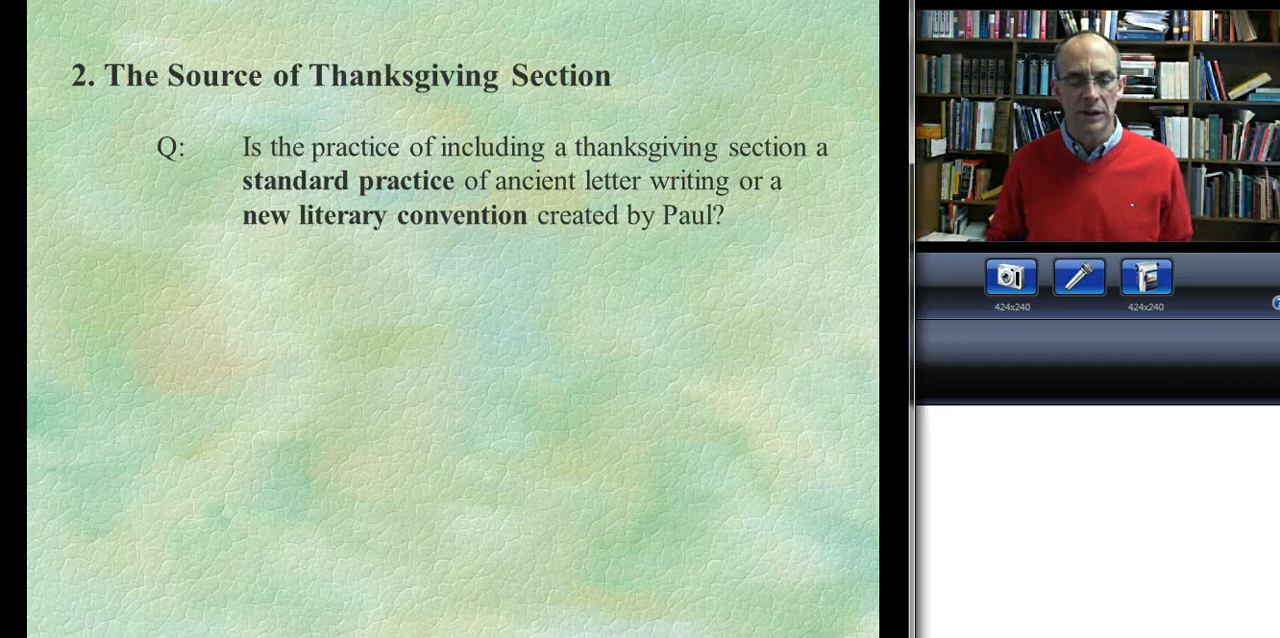 2. The Source of Thanksgiving Section
Q: Is the practice of including a thanksgiving section a
standard practice of ancient letter writing or a
new literary convention created by Paul?
424x240
424x240